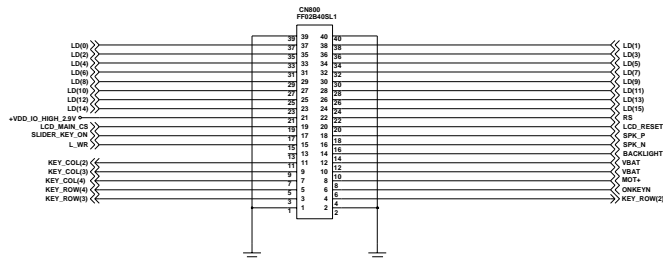 CN800
FF02B40SL1
39 39 40 40
LD(0) 37 37 38 38 LD(1)
LD(2) 35 35 36 36 LD(3)
LD(4) 33 33 34 34 LD(5)
LD(6) 31 31 32 32 LD(7)
LD(8) 29 29 30 30 LD(9)
LD(10) 27 27 28 28 LD(11)
LD(12) 25 25 26 26 LD(13)
LD(14) 23 23 24 24 LD(15)
+VDD_IO_HIGH_2.9V 21 21 22 22 RS
LCD_MAIN_CS 19 19 20 20 LCD_RESET
SLIDER_KEY_ON 17 17 18 18 SPK_P
L_WR 15 15 16 16 SPK_N
13 13 14 14 BACKLIGHT
KEY_COL(2) 11 11 12 12 VBAT
KEY_COL(3) 9 9 10 10 VBAT
KEY_COL(4) 7 7 8 8 MOT+
KEY_ROW(4) 5 5 6 6 ONKEYN
KEY_ROW(3) 3 3 4 4 KEY_ROW(2)
1 1 2 2